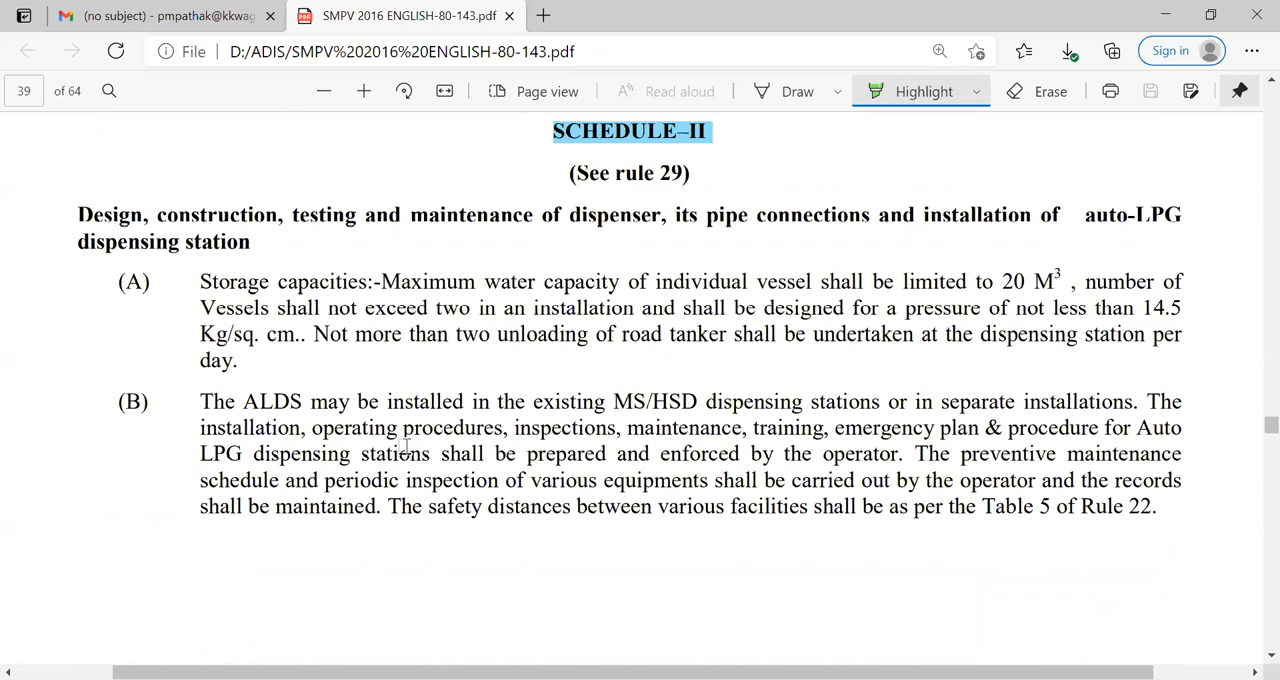 (no subject) - pmpathak@kkwag
SMPV 2016 ENGLISH-80-143.pdf
File
D:/ADIS/SMPV%202016%20ENGLISH-80-143.pdf
Sign in
39 of 64
Page view
Read aloud
Draw
Highlight
Erase
SCHEDULE–II
(See rule 29)
Design, construction, testing and maintenance of dispenser, its pipe connections and installation of auto-LPG
dispensing station
(A) Storage capacities:-Maximum water capacity of individual vessel shall be limited to 20 M³ , number of
Vessels shall not exceed two in an installation and shall be designed for a pressure of not less than 14.5
Kg/sq. cm.. Not more than two unloading of road tanker shall be undertaken at the dispensing station per
day.
(B) The ALDS may be installed in the existing MS/HSD dispensing stations or in separate installations. The
installation, operating procedures, inspections, maintenance, training, emergency plan & procedure for Auto
LPG dispensing stations shall be prepared and enforced by the operator. The preventive maintenance
schedule and periodic inspection of various equipments shall be carried out by the operator and the records
shall be maintained. The safety distances between various facilities shall be as per the Table 5 of Rule 22.